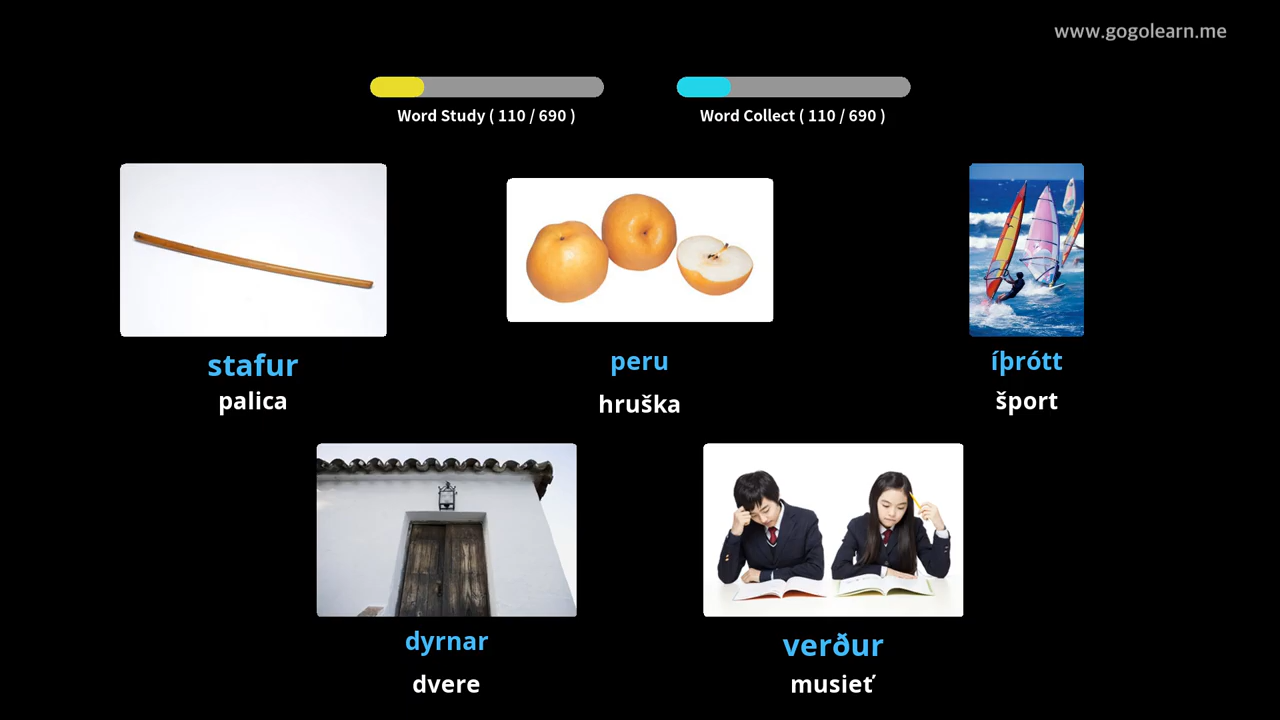 www.gogolearn.me
Word Study ( 110 / 690 )
Word Collect ( 110 / 690 )
stafur
palica
peru
hruška
íþrótt
šport
dyrnar
dvere
verður
musieť